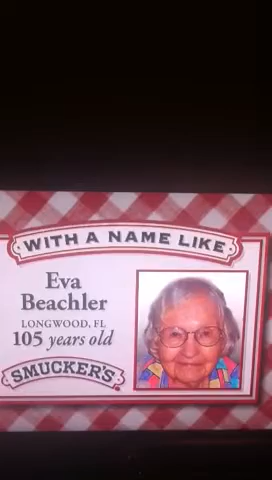 WITH A NAME LIKE
Eva
Beachler
LONGWOOD, FL
105 years old
SMUCKER'S